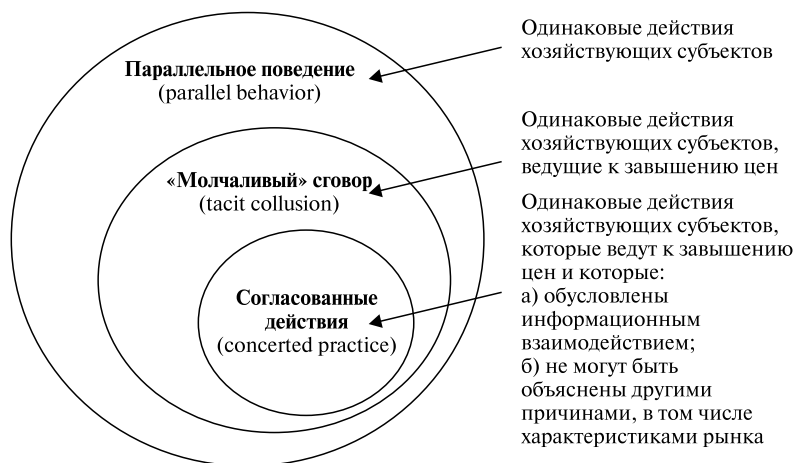 Параллельное поведение
(parallel behavior)
Одинаковые действия
хозяйствующих субъектов
«Молчаливый» сговор
(tacit collusion)
Одинаковые действия
хозяйствующих субъектов,
ведущие к завышению цен
Согласованные
действия
(concerted practice)
Одинаковые действия
хозяйствующих субъектов,
которые ведут к завышению
цен и которые:
а) обусловлены
информационным
взаимодействием;
б) не могут быть
объяснены другими
причинами, в том числе
характеристиками рынка